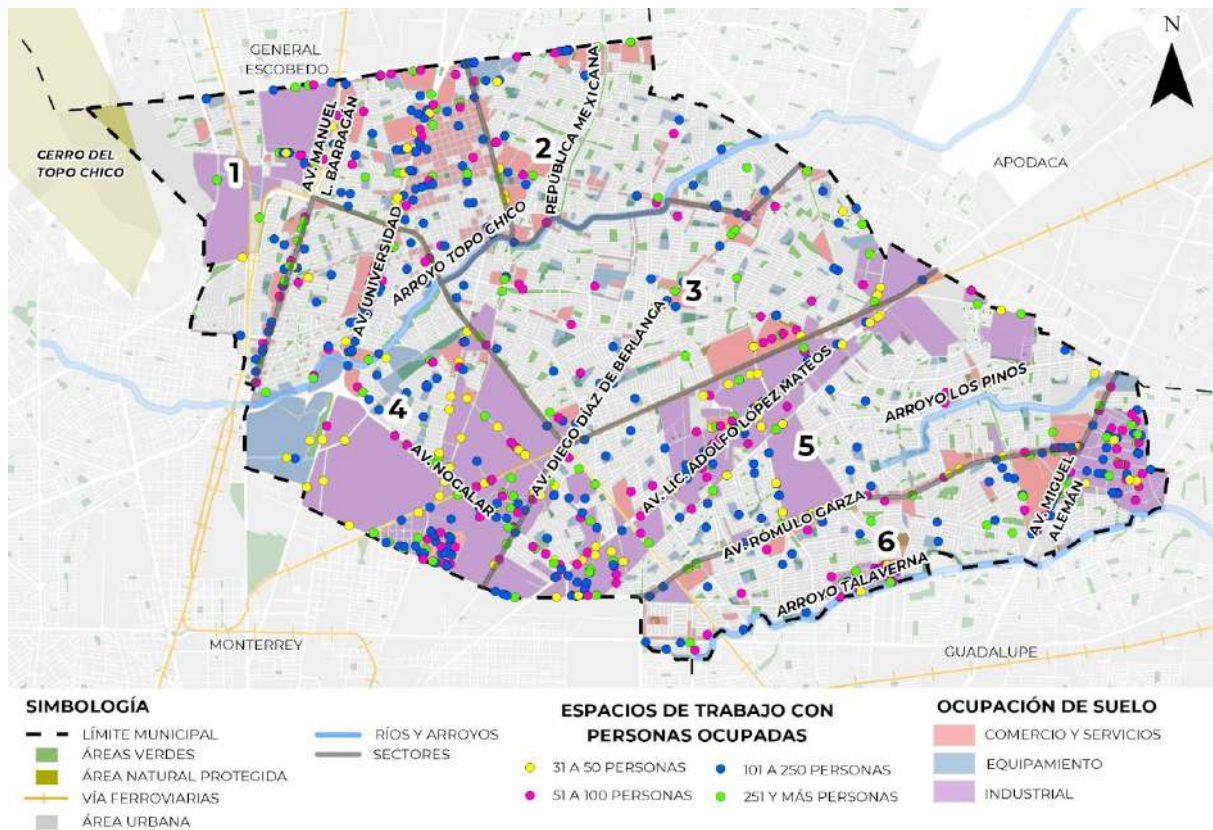 N
GENERAL
ESCOBEDO
CERRO DEL
TOPO CHICO
1
AV. MANUEL
L. BARRAGÁN
AV. UNIVERSIDAD
ARROYO TOPO CHICO
2
REPÚBLICA MEXICANA
APODACA
3
AV. DIEGO DÍAZ DE BERLANGA
4
AV. NOGALAR
AV. LIC. ADOLFO LÓPEZ MATEOS
5
ARROYO LOS PINOS
AV. RÓMULO GARZA
AV. MIGUEL
ALEMÁN
6
ARROYO TALAVERNA
MONTERREY
GUADALUPE
SIMBOLOGÍA
LÍMITE MUNICIPAL
ÁREAS VERDES
ÁREA NATURAL PROTEGIDA
VÍA FERROVIARIAS
ÁREA URBANA
RÍOS Y ARROYOS
SECTORES
ESPACIOS DE TRABAJO CON
PERSONAS OCUPADAS
31 A 50 PERSONAS
51 A 100 PERSONAS
101 A 250 PERSONAS
251 Y MÁS PERSONAS
OCUPACIÓN DE SUELO
COMERCIO Y SERVICIOS
EQUIPAMIENTO
INDUSTRIAL